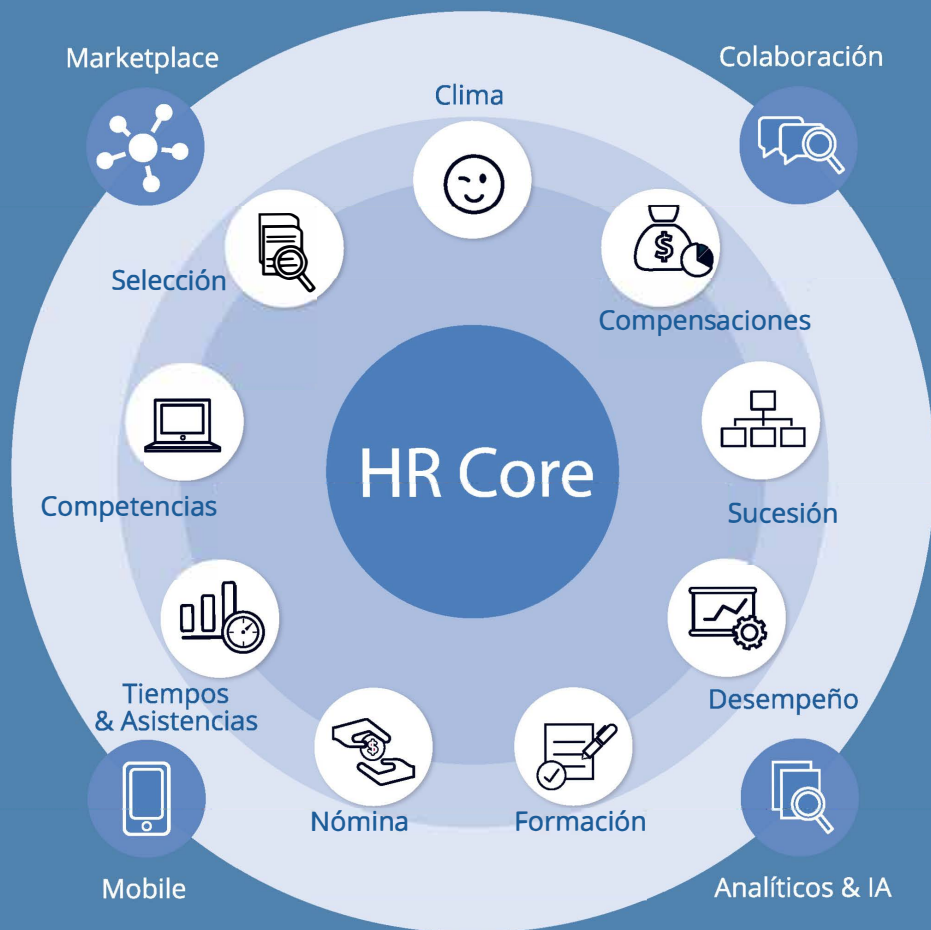 Marketplace
Colaboración
Clima
Selección
Compensaciones
HR Core
Competencias
Sucesión
Tiempos
& Asistencias
Desempeño
Nómina
Formación
Mobile
Analíticos & IA
$
$